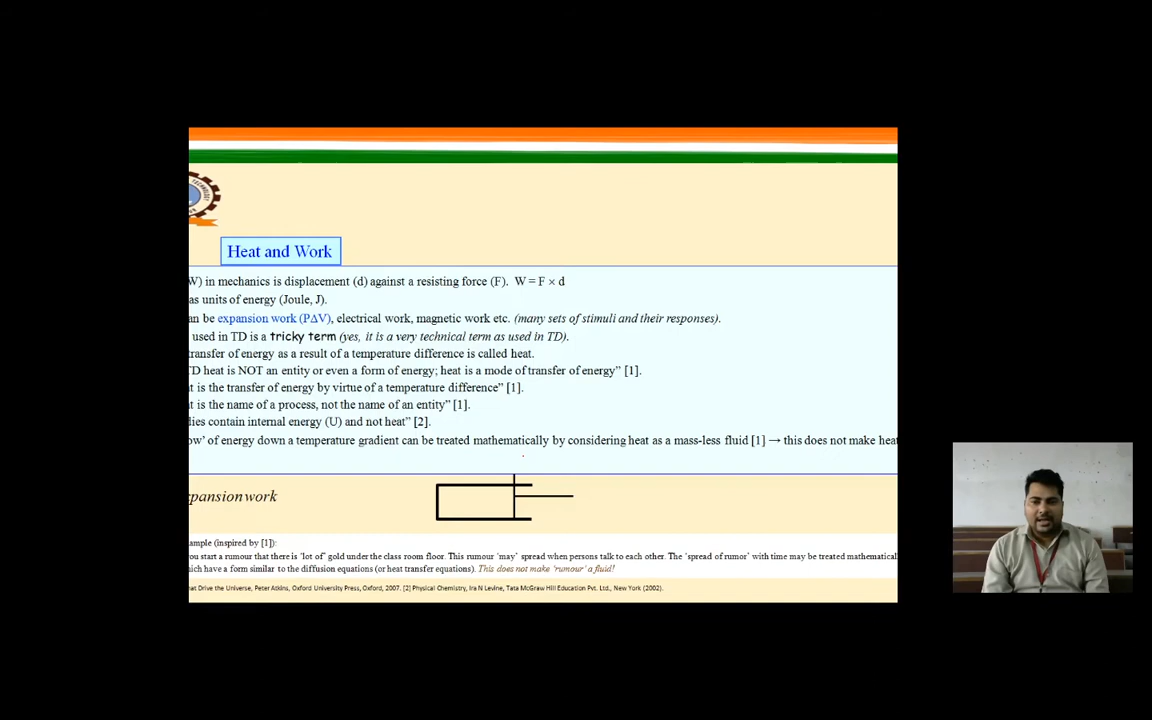 TECHNOLOGY
Heat and Work
W) in mechanics is displacement (d) against a resisting force (F). W = F × d
as units of energy (Joule, J).
an be expansion work (PΔV), electrical work, magnetic work etc. (many sets of stimuli and their responses).
used in TD is a tricky term (yes, it is a very technical term as used in TD).
transfer of energy as a result of a temperature difference is called heat.
TD heat is NOT an entity or even a form of energy; heat is a mode of transfer of energy” [1].
t is the transfer of energy by virtue of a temperature difference” [1].
t is the name of a process, not the name of an entity” [1].
dies contain internal energy (U) and not heat” [2].
ow’ of energy down a temperature gradient can be treated mathematically by considering heat as a mass-less fluid [1] → this does not make heat
xpansion work
ample (inspired by [1]):
you start a rumour that there is ‘lot of’ gold under the class room floor. This rumour ‘may’ spread when persons talk to each other. The ‘spread of rumor’ with time may be treated mathematical
hich have a form similar to the diffusion equations (or heat transfer equations). This does not make ‘rumour’ a fluid!
hat Drive the Universe, Peter Atkins, Oxford University Press, Oxford, 2007. [2] Physical Chemistry, Ira N Levine, Tata McGraw Hill Education Pvt. Ltd., New York (2002).